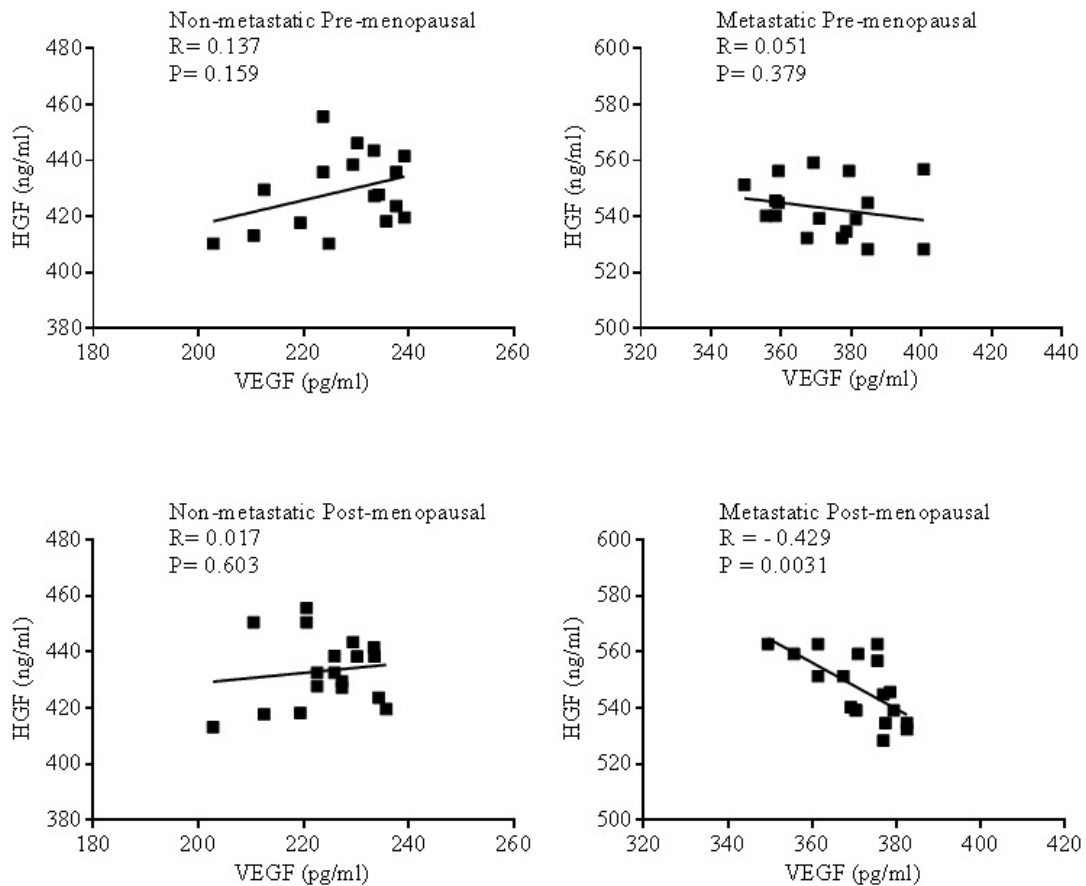 Non-metastatic Pre-menopausal
R= 0.137
P= 0.159
HGF (ng/ml)
480
460
440
420
400
380
180 200 220 240 260
VEGF (pg/ml)
Metastatic Pre-menopausal
R= 0.051
P= 0.379
HGF (ng/ml)
600
580
560
540
520
500
320 340 360 380 400 420 440
VEGF (pg/ml)
Non-metastatic Post-menopausal
R= 0.017
P= 0.603
HGF (ng/ml)
480
460
440
420
400
380
180 200 220 240 260
VEGF (pg/ml)
Metastatic Post-menopausal
R = - 0.429
P = 0.0031
HGF (ng/ml)
600
580
560
540
520
500
320 340 360 380 400 420
VEGF (pg/ml)